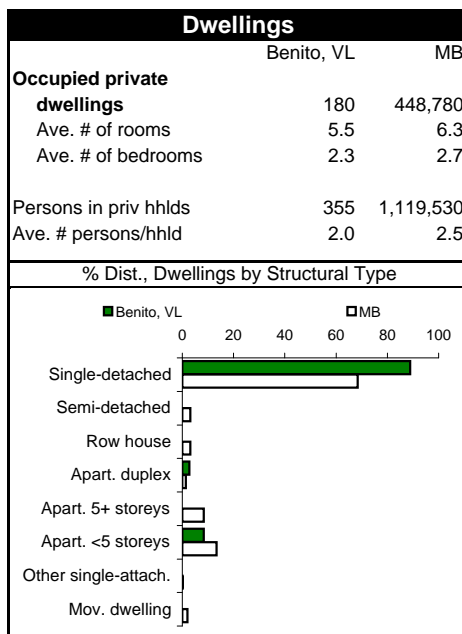 Dwellings
Benito, VL MB
Occupied private
dwellings 180 448,780
Ave. # of rooms 5.5 6.3
Ave. # of bedrooms 2.3 2.7
Persons in priv hhlds 355 1,119,530
Ave. # persons/hhld 2.0 2.5
% Dist., Dwellings by Structural Type
Benito, VL MB
0 20 40 60 80 100
Single-detached
Semi-detached
Row house
Apart. duplex
Apart. 5+ storeys
Apart. <5 storeys
Other single-attach.
Mov. dwelling